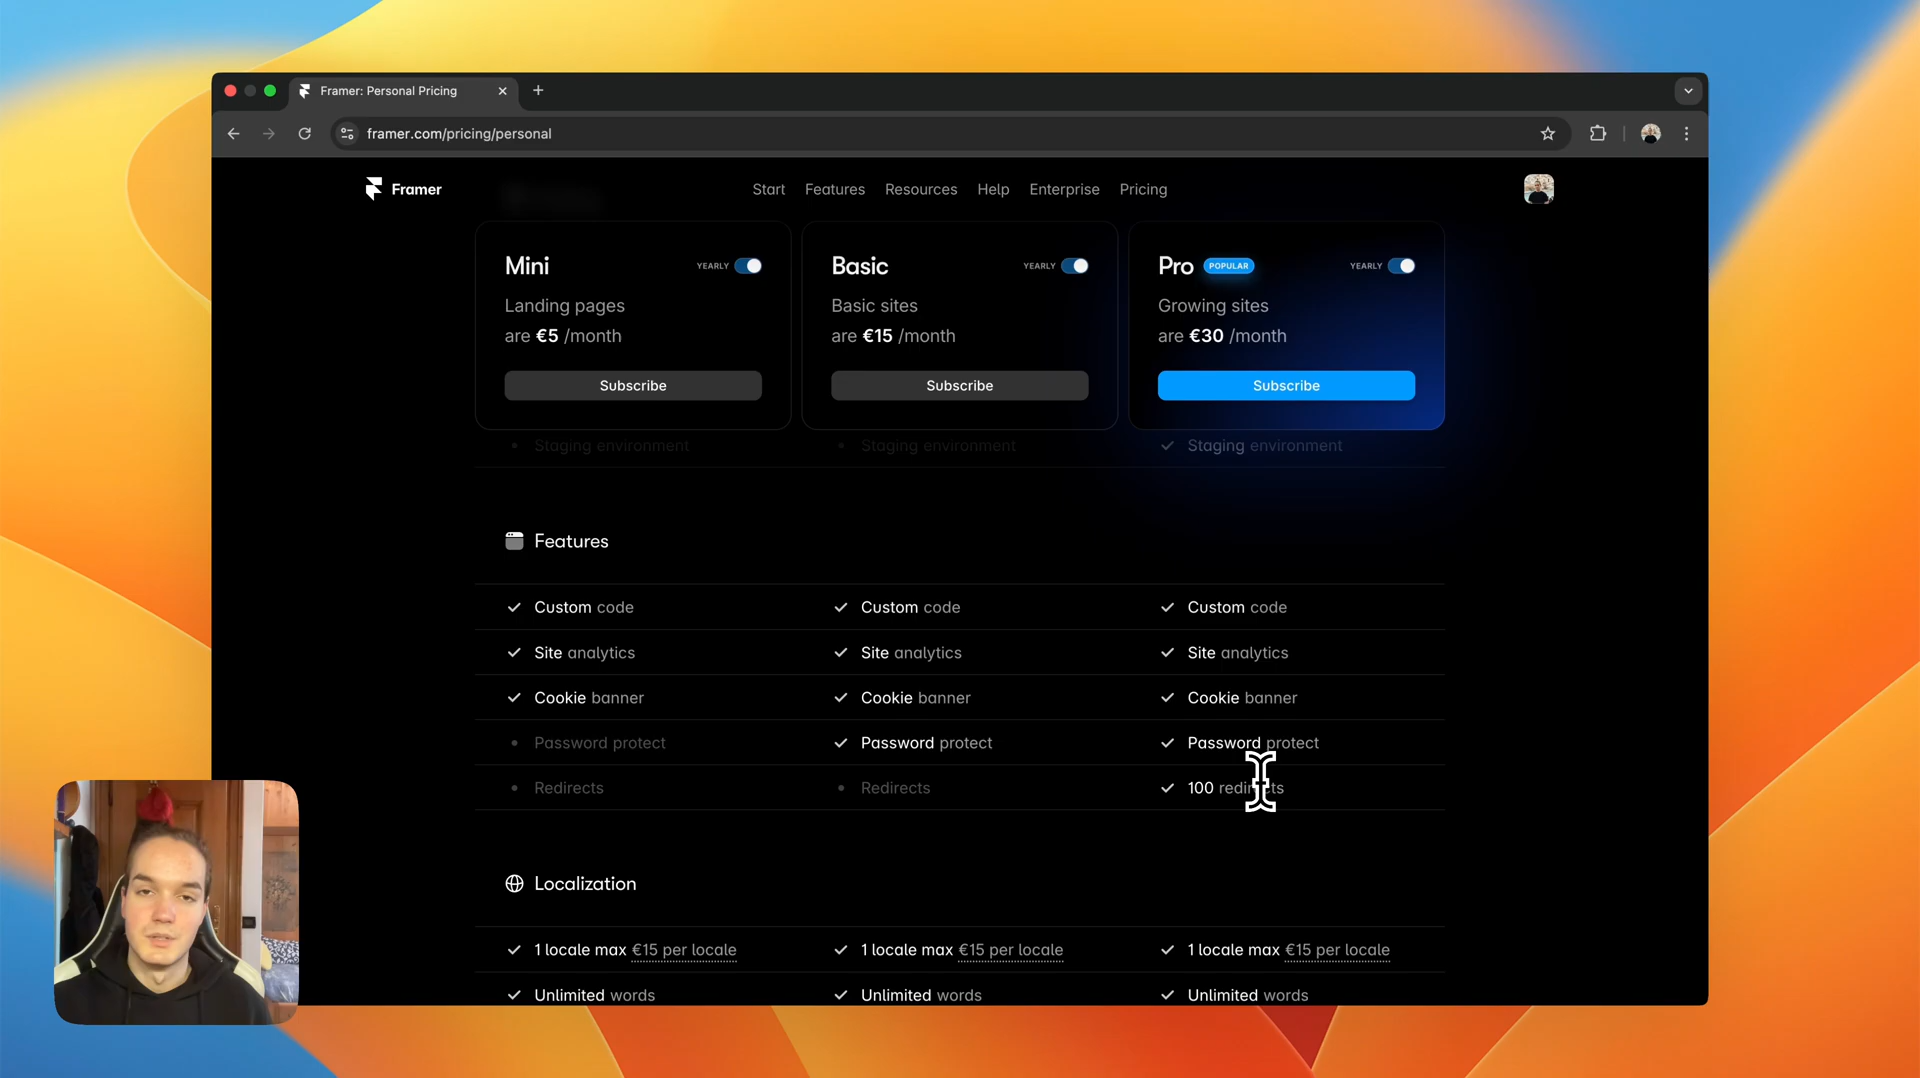 Framer: Personal Pricing
framer.com/pricing/personal
Framer
Start
Features
Resources
Help
Enterprise
Pricing
Mini
YEARLY
Landing pages
are €5 /month
Subscribe
Basic
YEARLY
Basic sites
are €15 /month
Subscribe
Pro
POPULAR
YEARLY
Growing sites
are €30 /month
Subscribe
Staging environment
Staging environment
Staging environment
Features
Custom code
Custom code
Custom code
Site analytics
Site analytics
Site analytics
Cookie banner
Cookie banner
Cookie banner
Password protect
Password protect
Password protect
Redirects
Redirects
100 redirects
Localization
1 locale max €15 per locale
1 locale max €15 per locale
1 locale max €15 per locale
Unlimited words
Unlimited words
Unlimited words